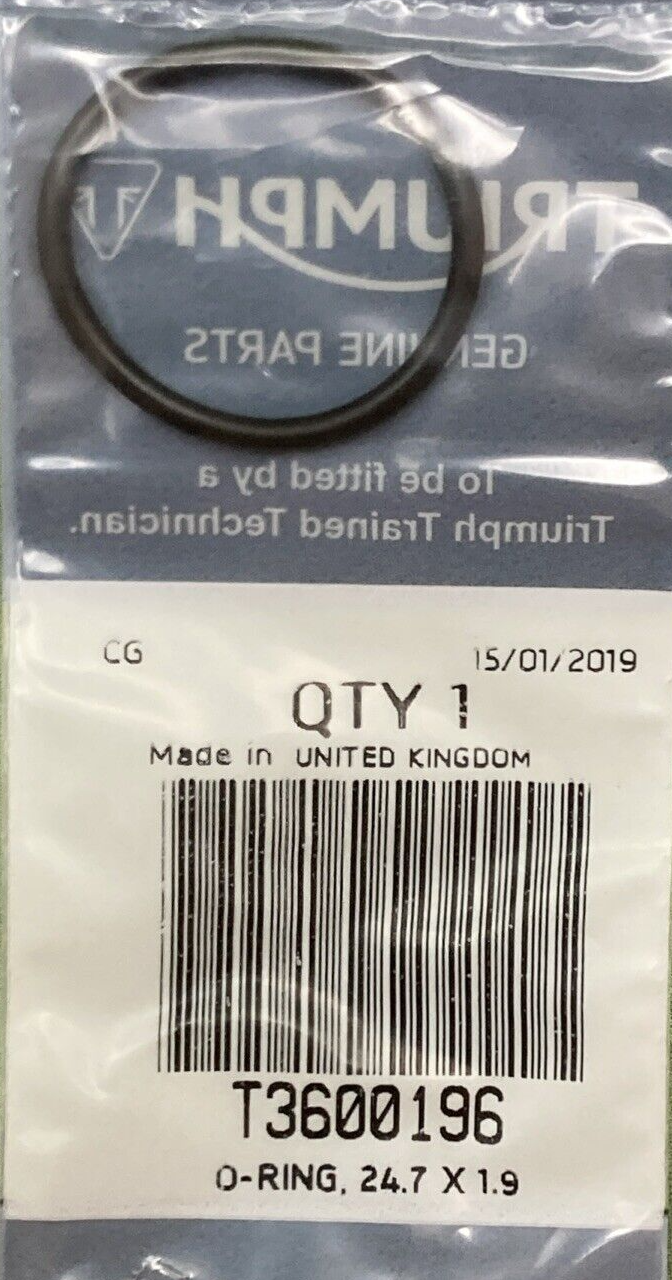 TRIUMPH
GENUINE PARTS
To be fitted by a
Triumph Trained Technician.
CG 15/01/2019
QTY 1
Made in UNITED KINGDOM
T3600196
O-RING, 24.7 X 1.9